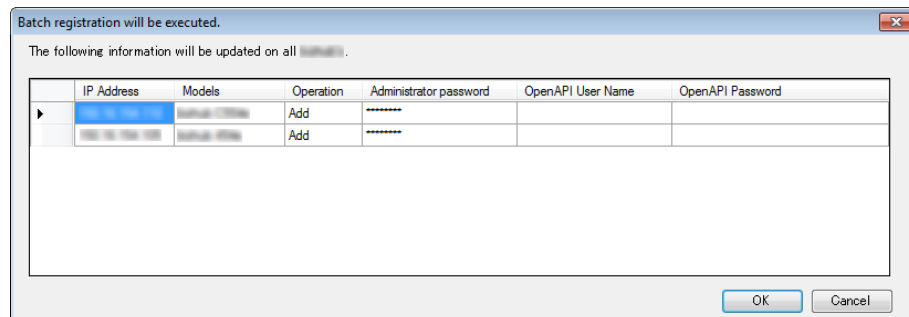 Batch registration will be executed.
The following information will be updated on all .
IP Address Models Operation Administrator password OpenAPI User Name OpenAPI Password
Add ********
Add ********
OK Cancel